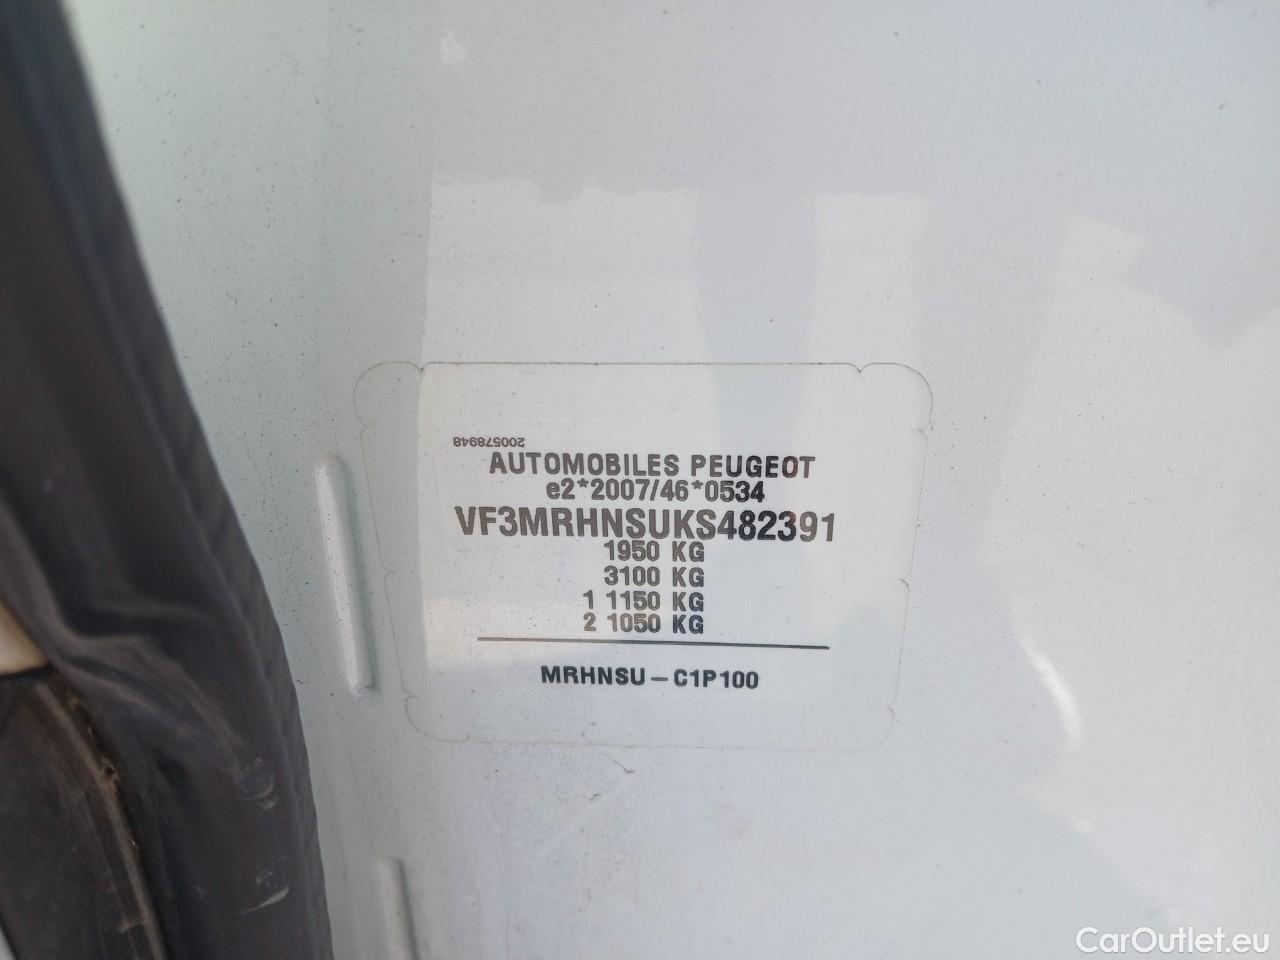 200578948
AUTOMOBILES PEUGEOT
e2*2007/46*0534
VF3MRHNSUKS482391
1950 KG
3100 KG
1 1150 KG
2 1050 KG
MRHNSU - C1P100
CarOutlet.eu